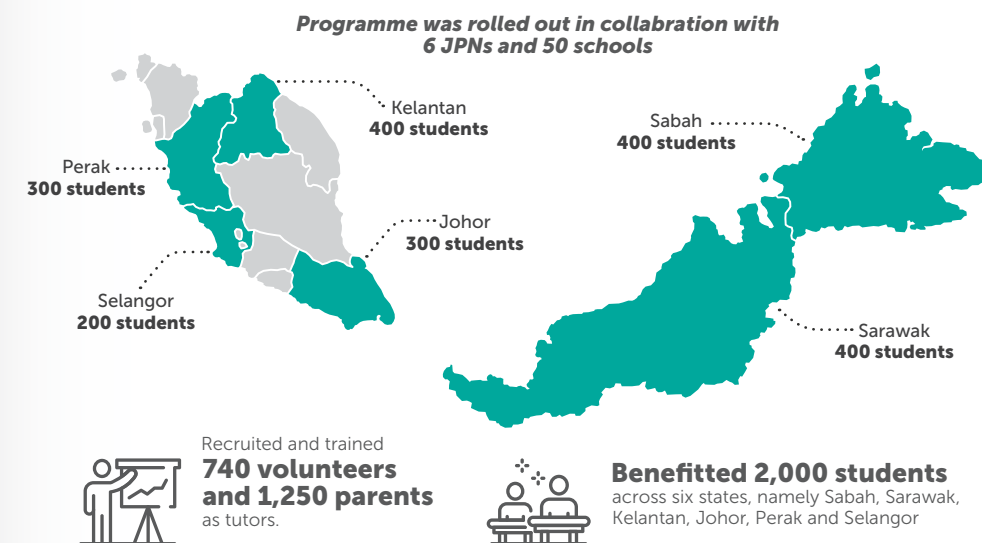 Programme was rolled out in collabration with
6 JPNs and 50 schools
Kelantan
400 students
Sabah
400 students
Perak
300 students
Johor
300 students
Selangor
200 students
Sarawak
400 students
Recruited and trained
740 volunteers
and 1,250 parents
as tutors.
Benefitted 2,000 students
across six states, namely Sabah, Sarawak,
Kelantan, Johor, Perak and Selangor